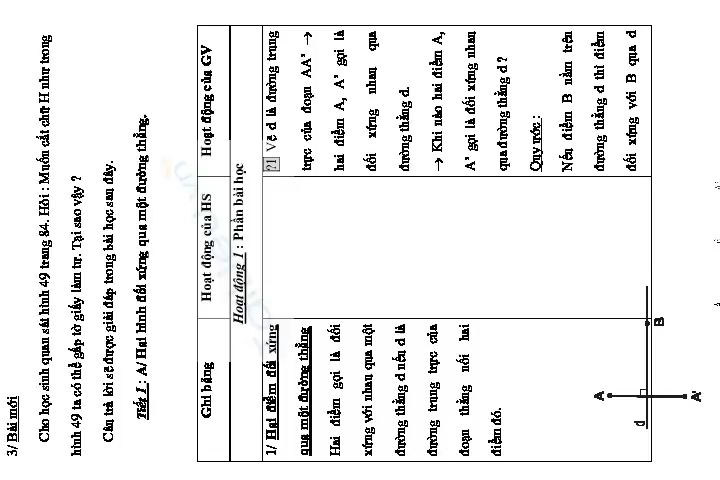 3/ Bài mới
Cho học sinh quan sát hình 49 trang 84. Hỏi : Muốn cắt chữ H như trong
hình 49 ta có thể gấp tờ giấy làm tư. Tại sao vậy ?
Câu trả lời sẽ được giải đáp trong bài học sau đây.
Tiết 1 : A/ Hai hình đối xứng qua một đường thẳng.
Ghi bảng
Hoạt động của HS
Hoạt động của GV
Hoạt động 1 : Phần bài học
1/ Hai điểm đối xứng
qua một đường thẳng
Hai điểm gọi là đối
xứng với nhau qua một
đường thẳng d nếu d là
đường trung trực của
đoạn thẳng nối hai
điểm đó.
A
d
B
A'
?1 Vẽ d là đường trung
trực của đoạn AA’ →
hai điểm A, A’ gọi là
đối xứng nhau qua
đường thẳng d.
→ Khi nào hai điểm A,
A’ gọi là đối xứng nhau
qua đường thẳng d ?
Quy ước :
Nếu điểm B nằm trên
đường thẳng d thì điểm
đối xứng với B qua d